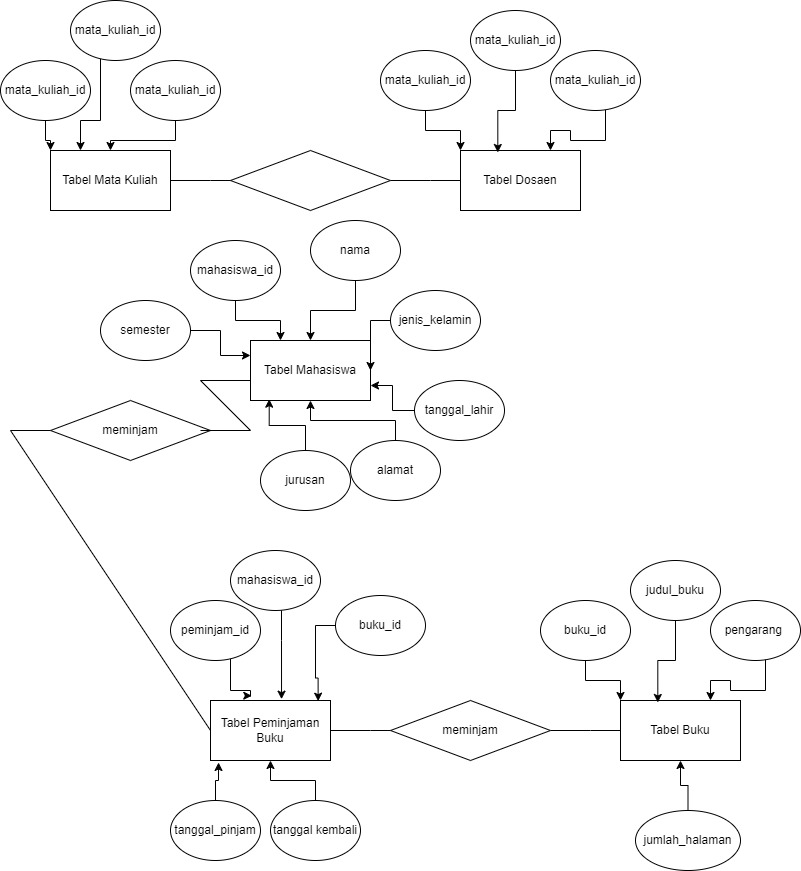 mata_kuliah_id
mata_kuliah_id
mata_kuliah_id
Tabel Mata Kuliah
mata_kuliah_id
mata_kuliah_id
mata_kuliah_id
Tabel Dosaen
nama
mahasiswa_id
jenis_kelamin
semester
Tabel Mahasiswa
tanggal_lahir
meminjam
jurusan
alamat
mahasiswa_id
peminjam_id
buku_id
Tabel Peminjaman
Buku
tanggal_pinjam
tanggal kembali
meminjam
judul_buku
buku_id
pengarang
Tabel Buku
jumlah_halaman